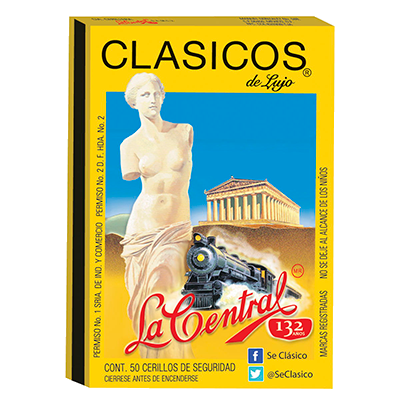 CLASICOS
de Lujo ®
PERMISO No. 1 SRIA. DE IND. Y COMERCIO PERMISO No. 2 D. F. HDA. No. 2
NO SE DEJE AL ALCANCE DE LOS NIÑOS
MARCAS REGISTRADAS
La Central
132
AÑOS
Se Clásico
@SeClasico
CONT. 50 CERILLOS DE SEGURIDAD
CIERRESE ANTES DE ENCENDERSE